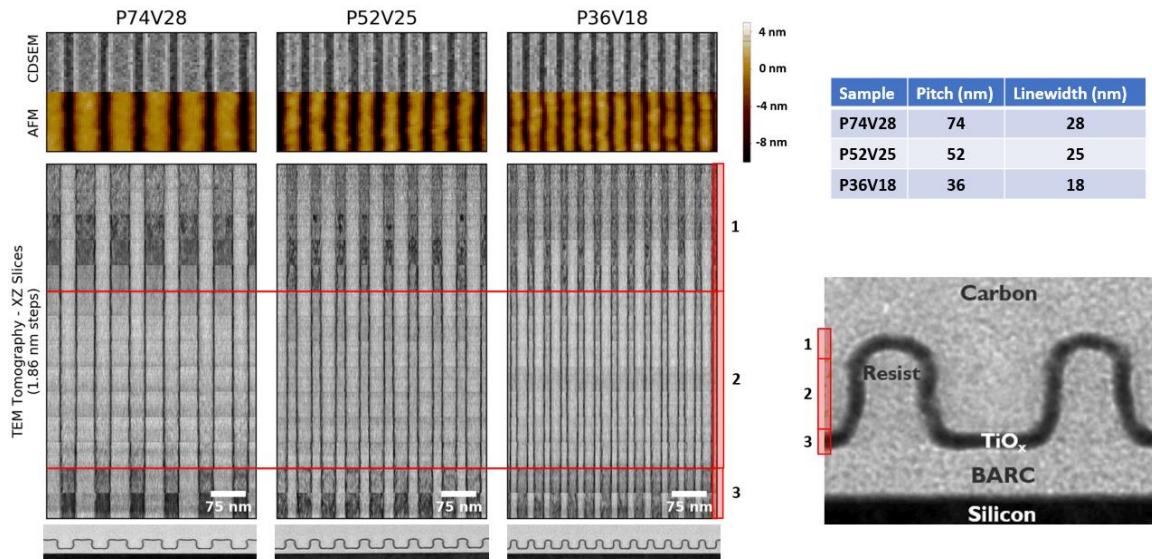 P74V28
P52V25
P36V18
CDSEM
AFM
4 nm
0 nm
-4 nm
-8 nm
TEM Tomography - XZ Slices
(1.86 nm steps)
1
2
3
75 nm
75 nm
75 nm
Sample Pitch (nm) Linewidth (nm)
P74V28 74 28
P52V25 52 25
P36V18 36 18
Carbon
1
Resist
2
3
TiOₓ
BARC
Silicon